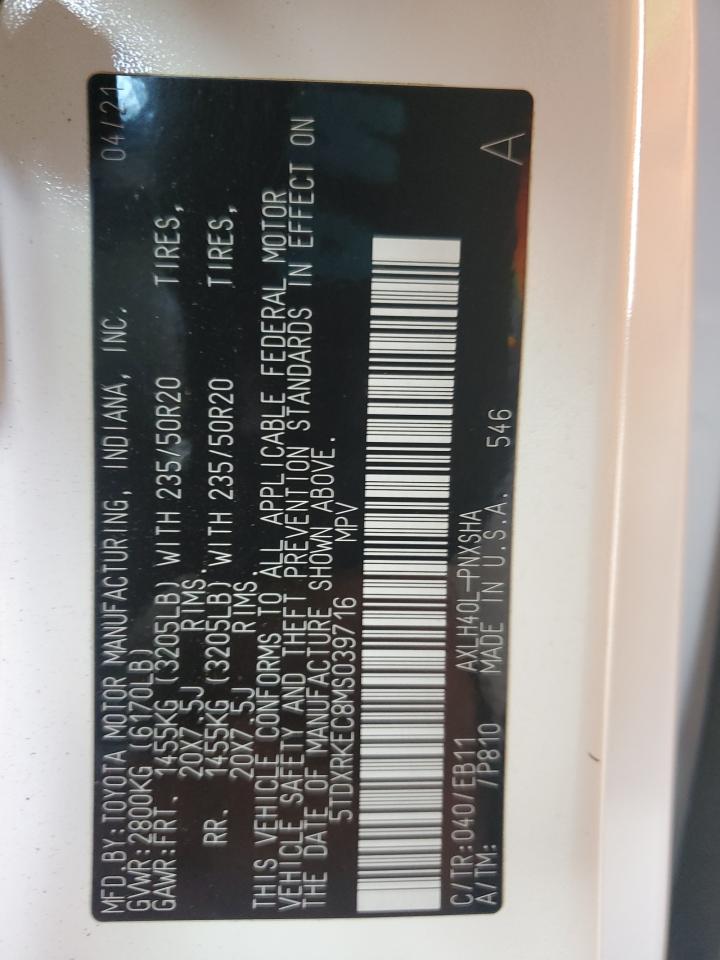 MFD.BY:TOYOTA MOTOR MANUFACTURING, INDIANA, INC. 04/21
GVWR:2800KG (6170LB)
GAWR:FRT. 1455KG (3205LB) WITH 235/50R20 TIRES,
20X7.5J RIMS.
RR. 1455KG (3205LB) WITH 235/50R20 TIRES,
20X7.5J RIMS.
THIS VEHICLE CONFORMS TO ALL APPLICABLE FEDERAL MOTOR
VEHICLE SAFETY AND THEFT PREVENTION STANDARDS IN EFFECT ON
THE DATE OF MANUFACTURE SHOWN ABOVE.
5TDXRKEC8MS039716 MPV
C/TR:040/EB11 AXLH40L-PNXSHA
A/TM: /P810 MADE IN U.S.A. 546 A